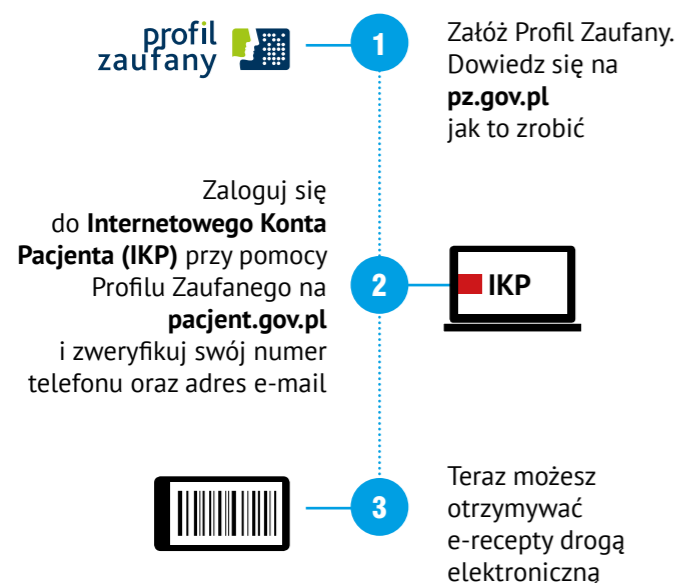 profil
zaufany
1
Załóż Profil Zaufany.
Dowiedz się na
pz.gov.pl
jak to zrobić
Zaloguj się
do Internetowego Konta
Pacjenta (IKP) przy pomocy
Profilu Zaufanego na
pacjent.gov.pl
i zweryfikuj swój numer
telefonu oraz adres e-mail
2
IKP
3
Teraz możesz
otrzymywać
e-recepty drogą
elektroniczną